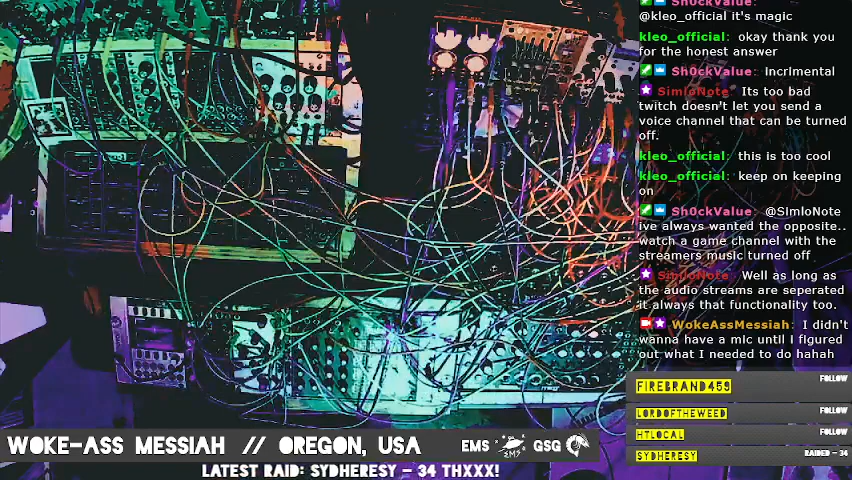 Sh0ckValue:
@kleo_official it's magic
kleo_official: okay thank you
for the honest answer
Sh0ckValue: Incrimental
SimloNote: Its too bad
twitch doesn't let you send a
voice channel that can be turned
off.
kleo_official: this is too cool
kleo_official: keep on keeping
on
Sh0ckValue: @SimloNote
ive always wanted the opposite..
watch a game channel with the
streamers music turned off
SimloNote: Well as long as
the audio streams are seperated
it always that functionality too.
WokeAssMessiah: I didn't
wanna have a mic until i figured
out what I needed to do hahah
FIREBRAND459 FOLLOW
LORDOFTHEWEED FOLLOW
HTLOCAL FOLLOW
SYDHERESY RAIDED - 34
WOKE-ASS MESSIAH // OREGON, USA EMS EMS GSG
LATEST RAID: SYDHERESY - 34 THXXX!